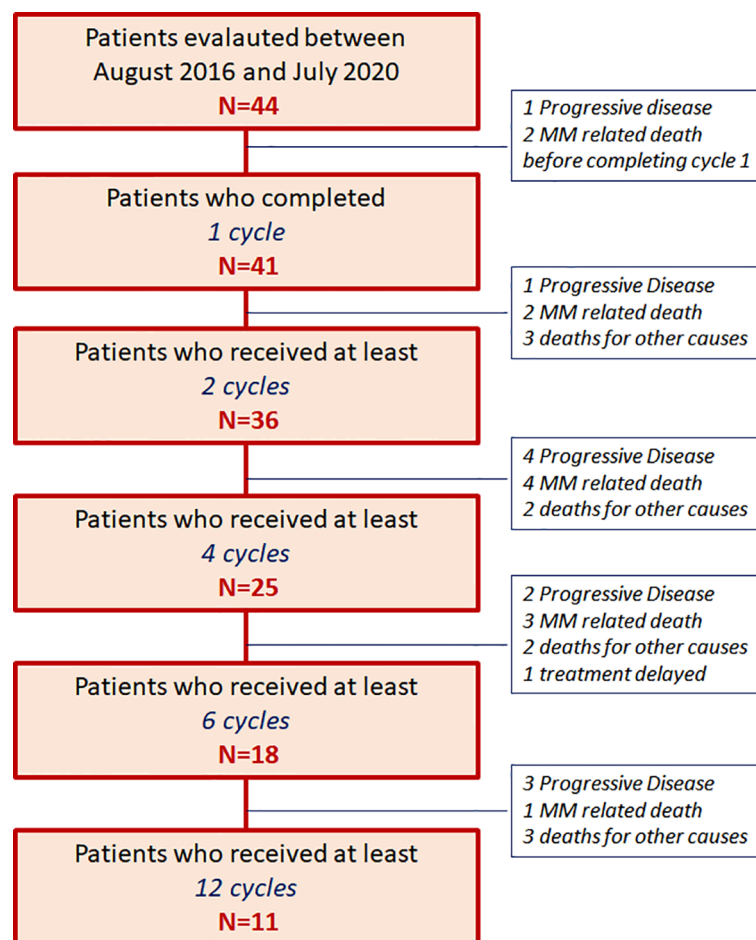 Patients evalauted between
August 2016 and July 2020
N=44
1 Progressive disease
2 MM related death
before completing cycle 1
Patients who completed
1 cycle
N=41
1 Progressive Disease
2 MM related death
3 deaths for other causes
Patients who received at least
2 cycles
N=36
4 Progressive Disease
4 MM related death
2 deaths for other causes
Patients who received at least
4 cycles
N=25
2 Progressive Disease
3 MM related death
2 deaths for other causes
1 treatment delayed
Patients who received at least
6 cycles
N=18
3 Progressive Disease
1 MM related death
3 deaths for other causes
Patients who received at least
12 cycles
N=11